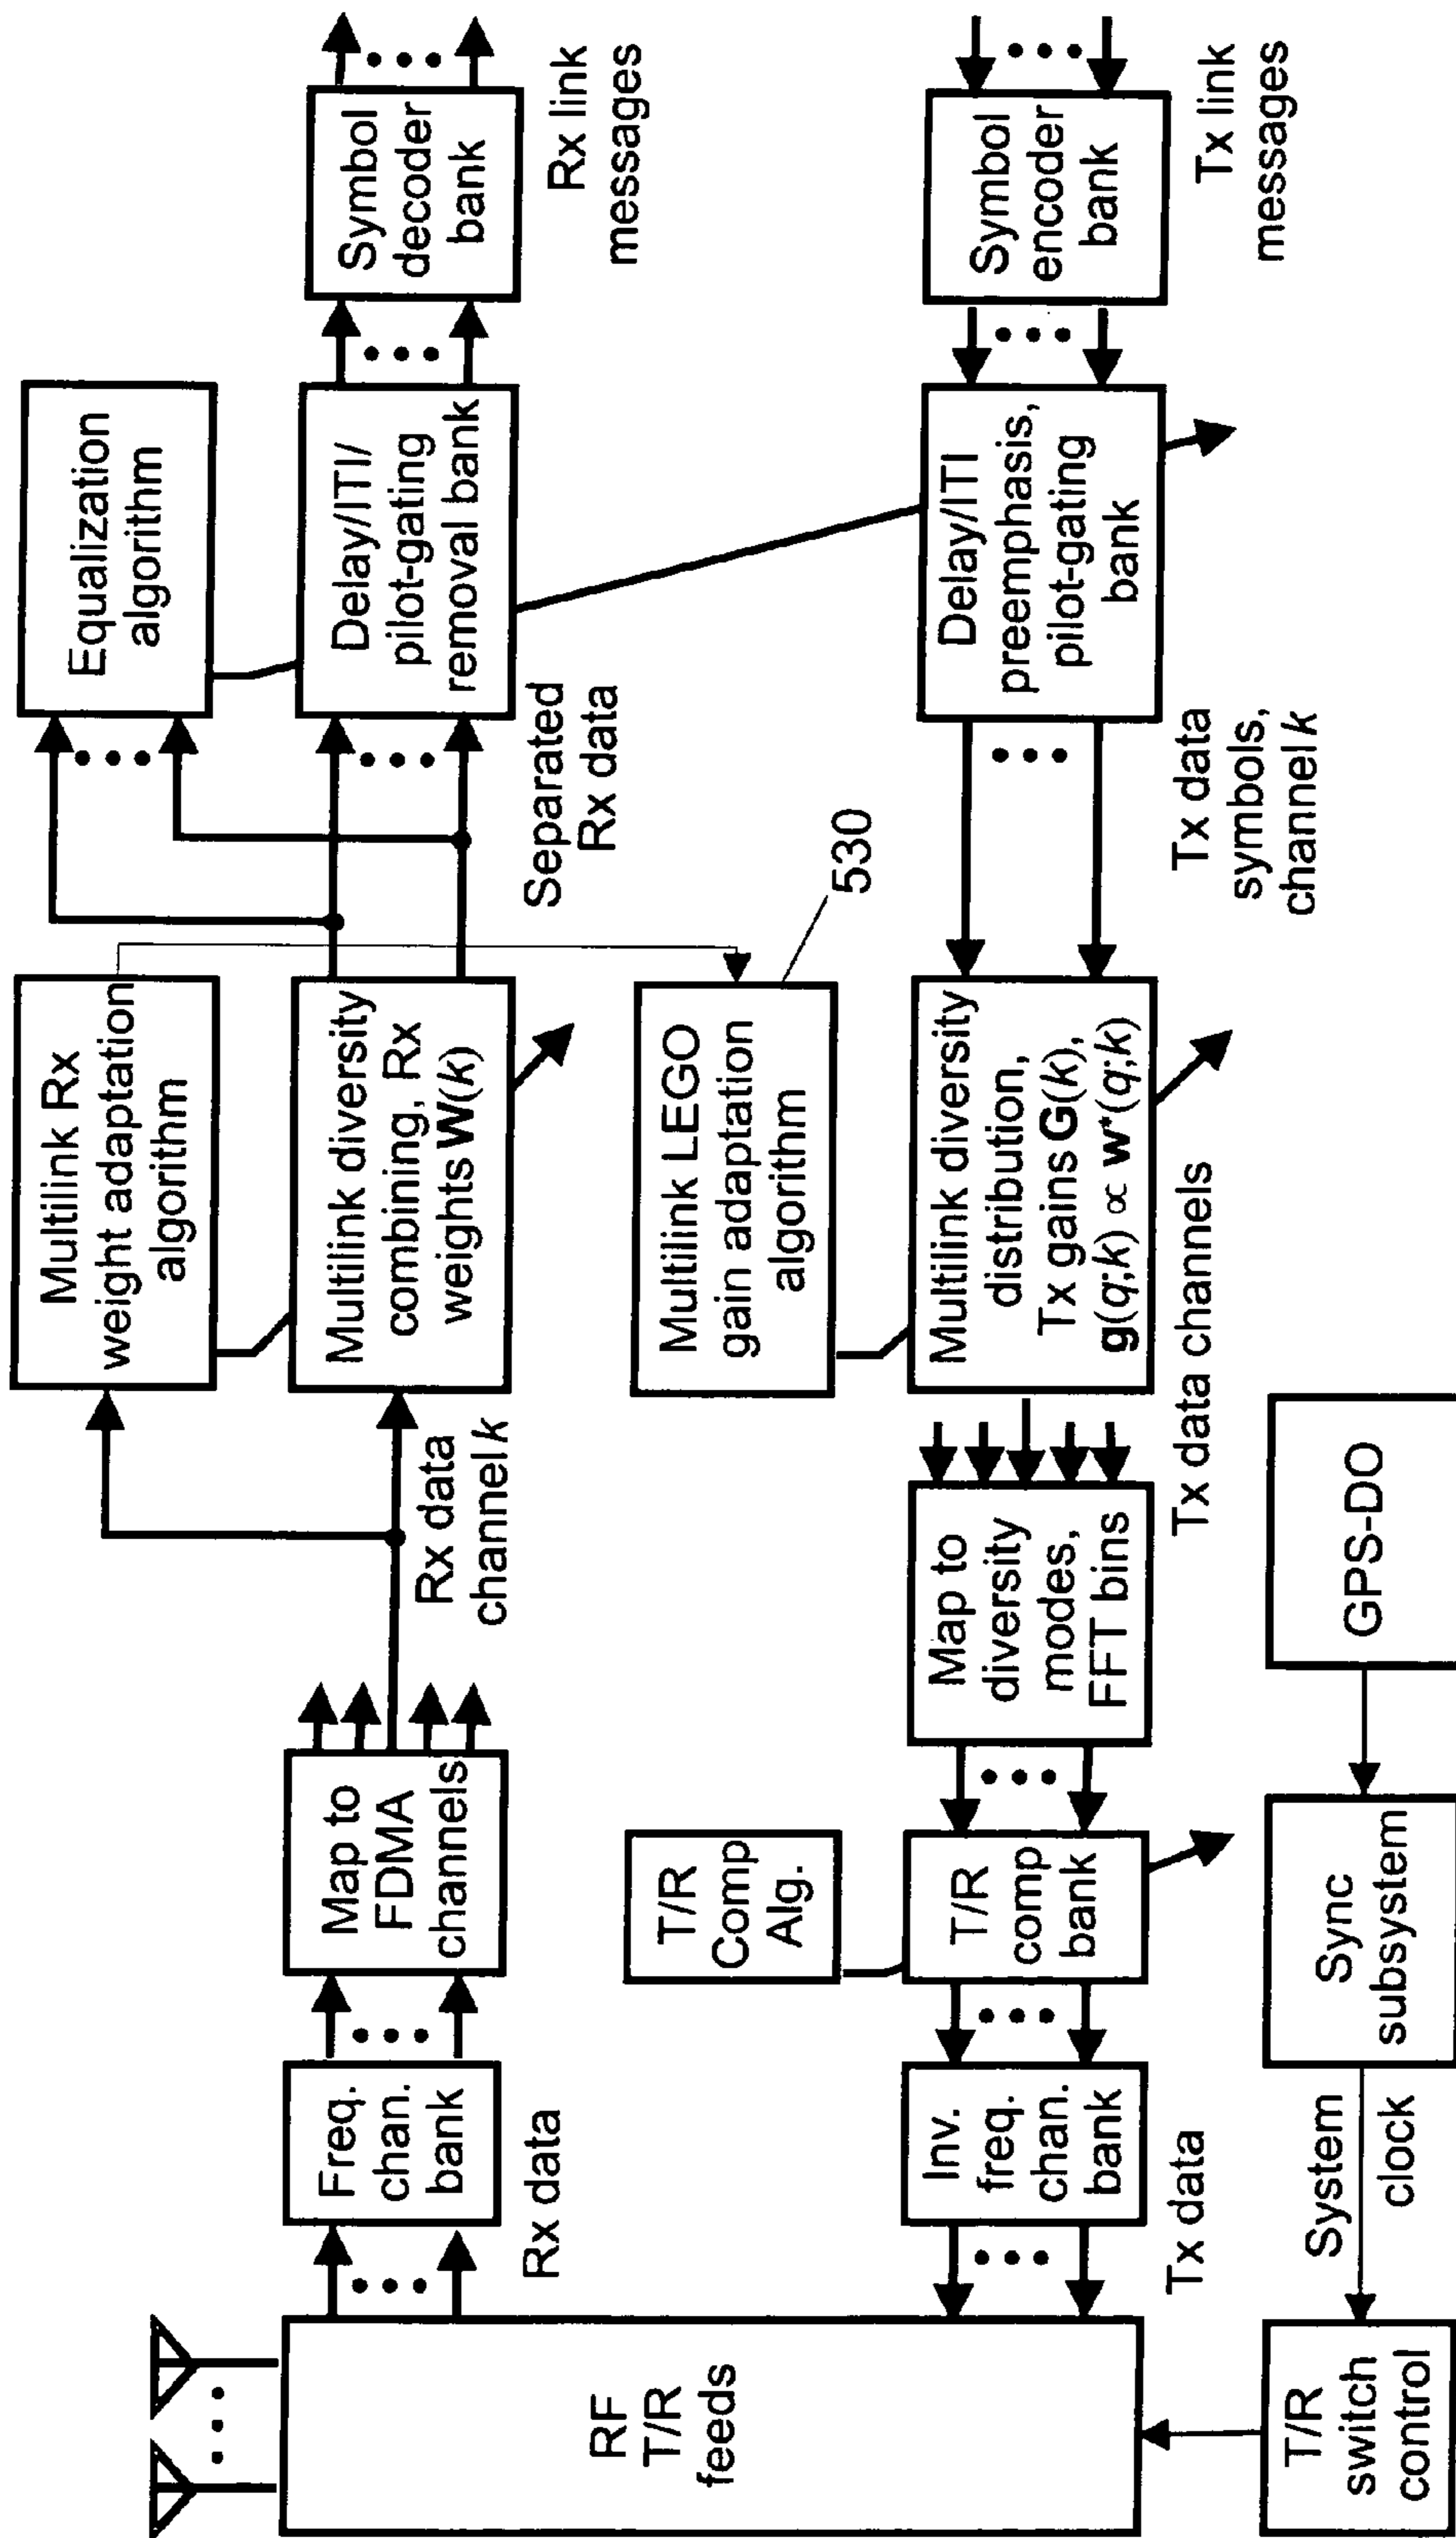 RF
T/R
feeds
Rx data
Freq.
chan.
bank
Map to
FDMA
channels
Rx data
channel k
Multilink Rx
weight adaptation
algorithm
Multilink diversity
combining, Rx
weights W(k)
Separated
Rx data
Equalization
algorithm
Delay/ITI/
pilot-gating
removal bank
Symbol
decoder
bank
Rx link
messages
530
Multilink LEGO
gain adaptation
algorithm
T/R
Comp
Alg.
Tx data
Inv.
freq.
chan.
bank
T/R
comp
bank
Map to
diversity
modes,
FFT bins
Tx data channels
Multilink diversity
distribution,
Tx gains G(k),
g(q;k) ∝ w*(q;k)
Tx data
symbols,
channel k
Delay/ITI
preemphasis,
pilot-gating
bank
Symbol
encoder
bank
Tx link
messages
T/R
switch
control
System
clock
Sync
subsystem
GPS-DO